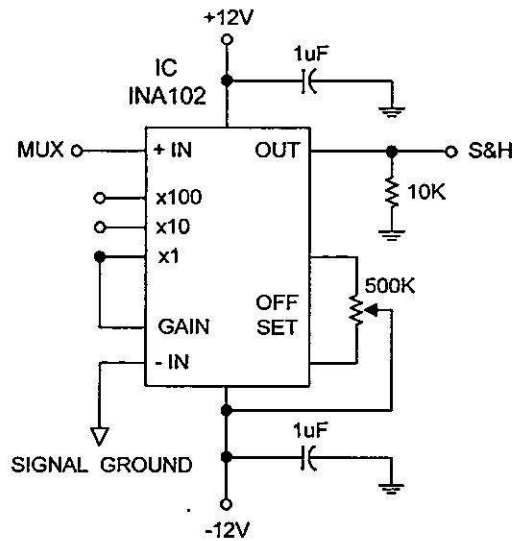 +12V
1uF
IC
INA102
MUX
+ IN
OUT
S&H
x100
10K
x10
x1
500K
OFF
SET
GAIN
- IN
1uF
SIGNAL GROUND
-12V